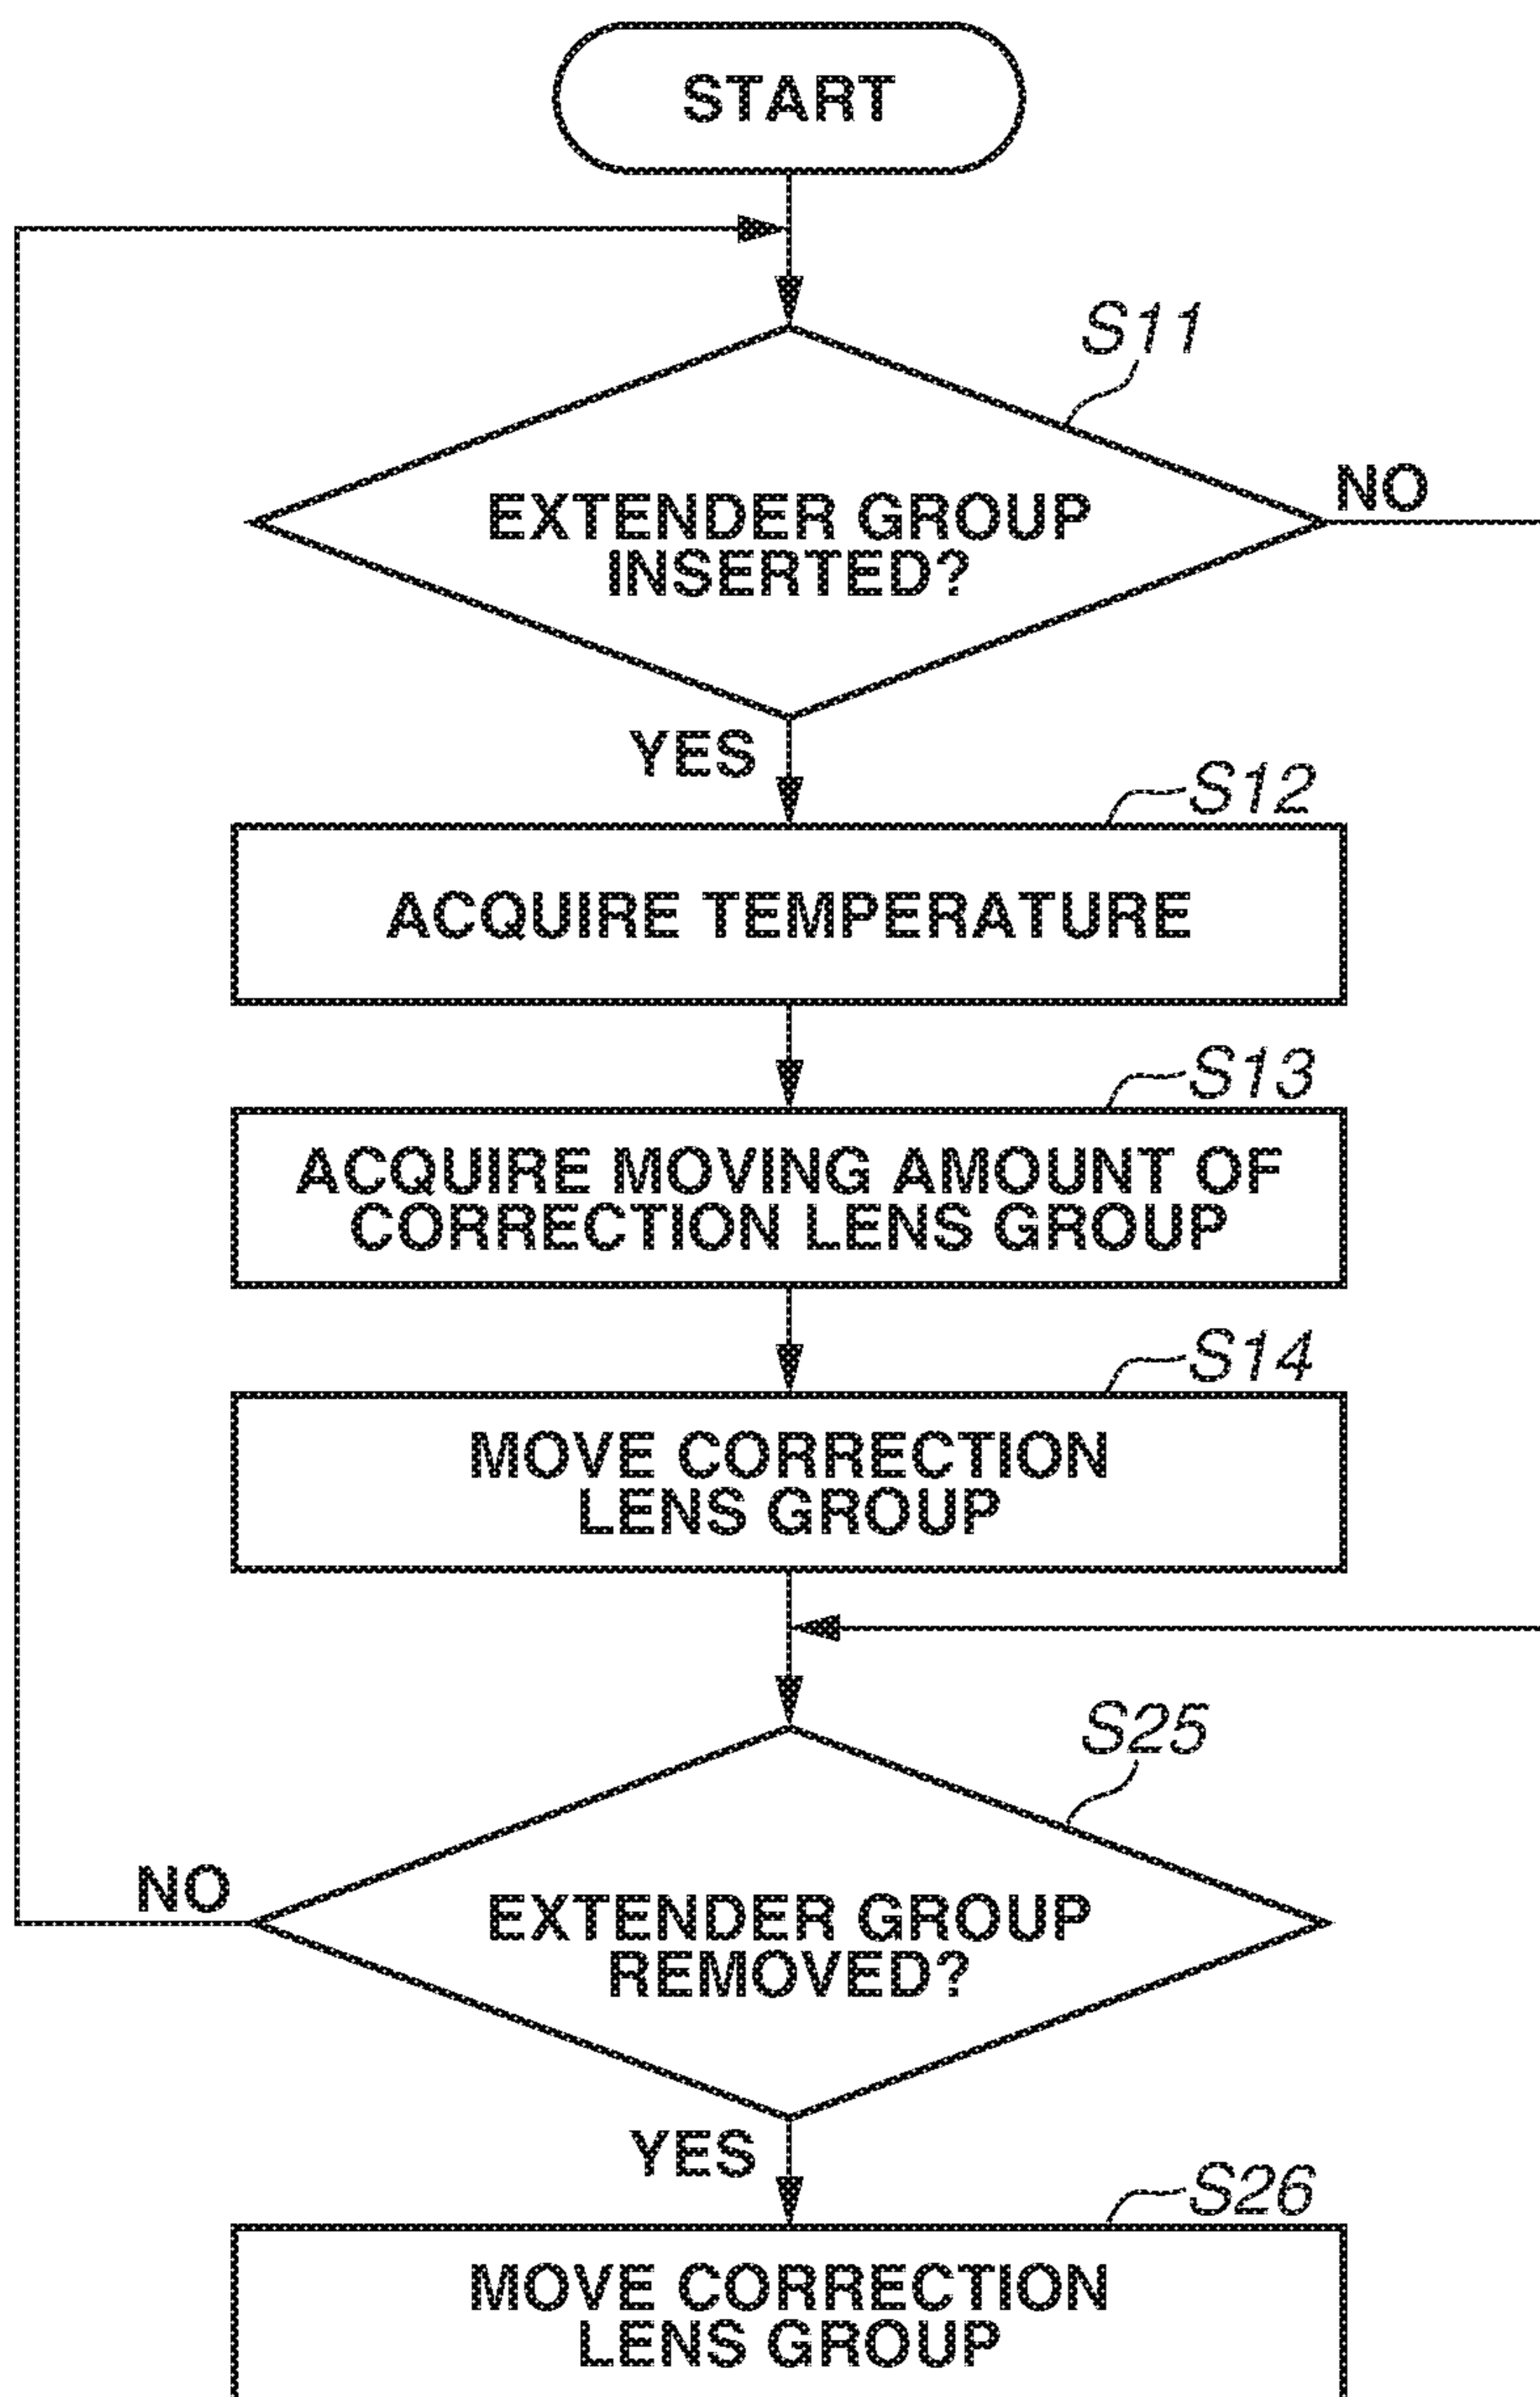 START
S11
EXTENDER GROUP
INSERTED?
NO
YES
S12
ACQUIRE TEMPERATURE
S13
ACQUIRE MOVING AMOUNT OF
CORRECTION LENS GROUP
S14
MOVE CORRECTION
LENS GROUP
S25
NO
EXTENDER GROUP
REMOVED?
YES
S26
MOVE CORRECTION
LENS GROUP